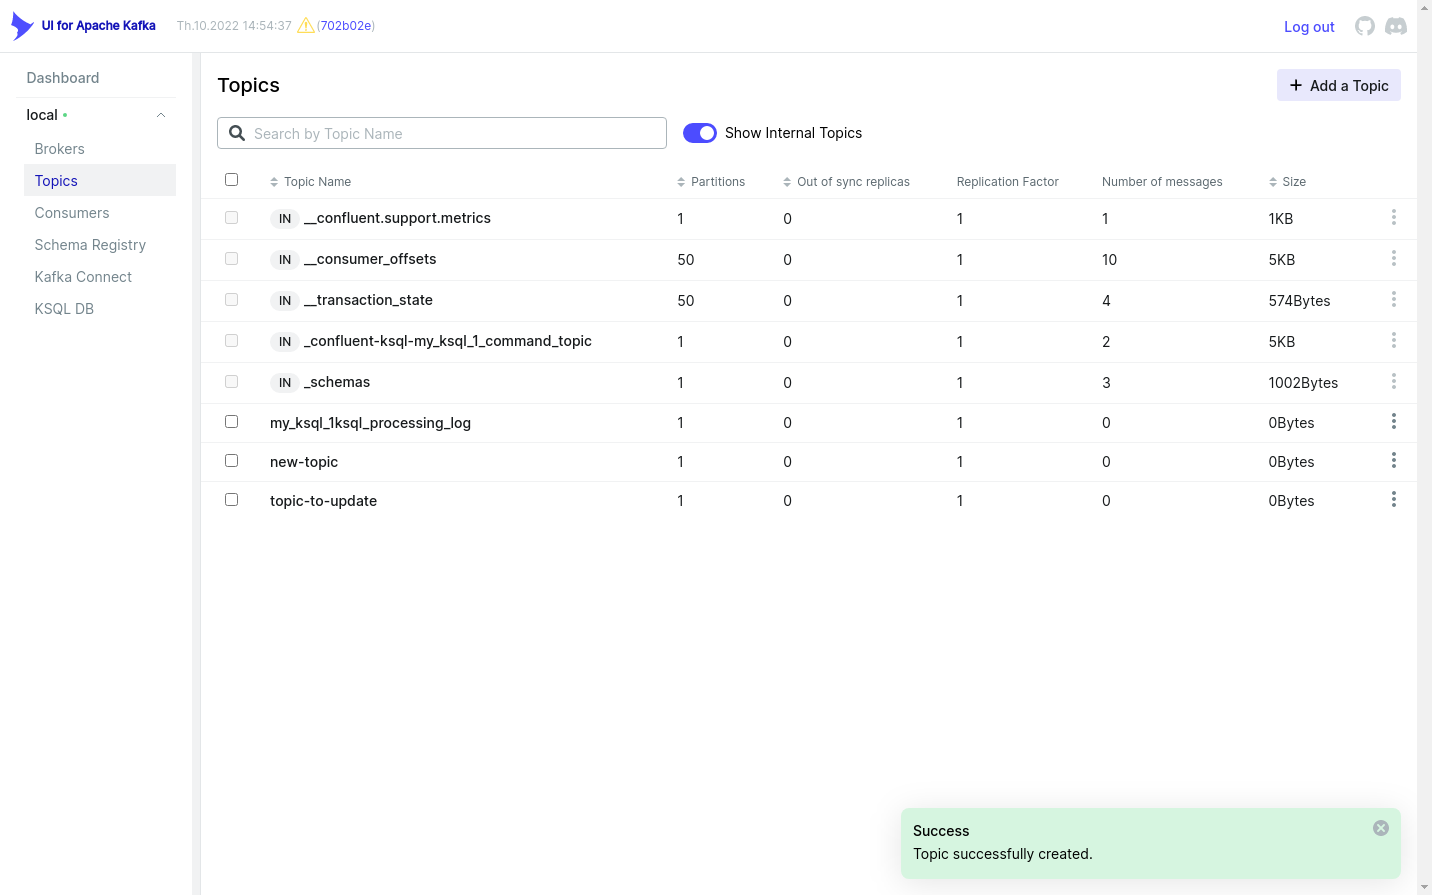 UI for Apache Kafka Th.10.2022 14:54:37 (702b02e) Log out
Dashboard
local
Brokers
Topics
Consumers
Schema Registry
Kafka Connect
KSQL DB
Topics
Add a Topic
Search by Topic Name
Show Internal Topics
Topic Name Partitions Out of sync replicas Replication Factor Number of messages Size
IN __confluent.support.metrics 1 0 1 1 1KB
IN __consumer_offsets 50 0 1 10 5KB
IN __transaction_state 50 0 1 4 574Bytes
IN _confluent-ksql-my_ksql_1_command_topic 1 0 1 2 5KB
IN _schemas 1 0 1 3 1002Bytes
my_ksql_1ksql_processing_log 1 0 1 0 0Bytes
new-topic 1 0 1 0 0Bytes
topic-to-update 1 0 1 0 0Bytes
Success
Topic successfully created.